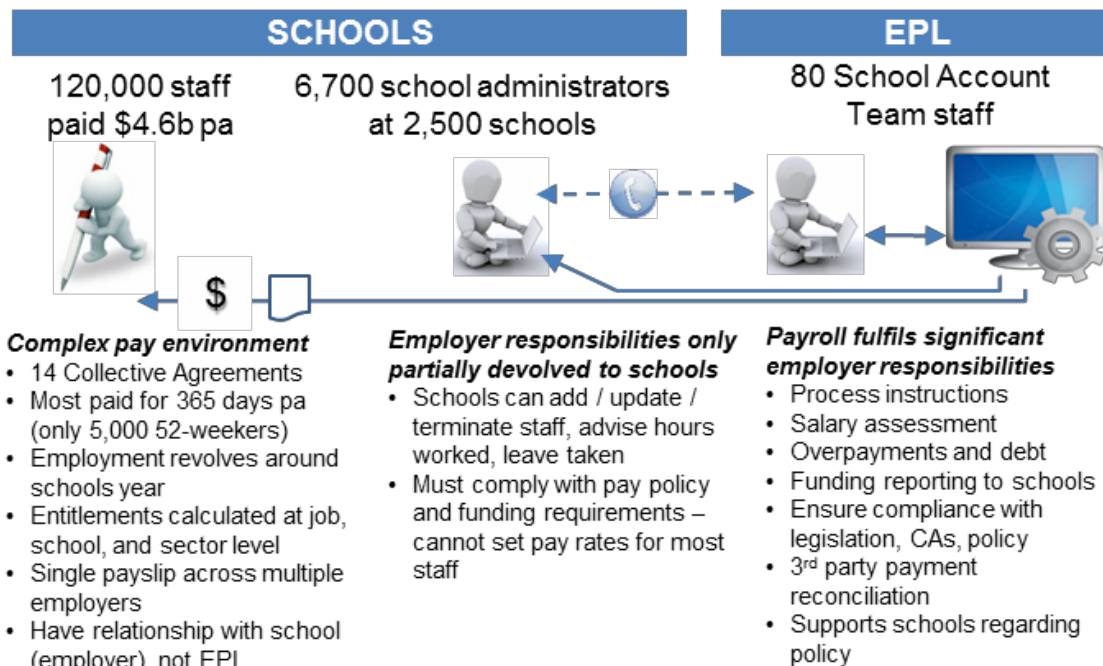 SCHOOLS
EPL
120,000 staff
paid $4.6b pa
6,700 school administrators
at 2,500 schools
80 School Account
Team staff
$
Complex pay environment
• 14 Collective Agreements
• Most paid for 365 days pa
(only 5,000 52-weekers)
• Employment revolves around
schools year
• Entitlements calculated at job,
school, and sector level
• Single payslip across multiple
employers
• Have relationship with school
(employer), not EPL
Employer responsibilities only
partially devolved to schools
• Schools can add / update /
terminate staff, advise hours
worked, leave taken
• Must comply with pay policy
and funding requirements –
cannot set pay rates for most
staff
Payroll fulfils significant
employer responsibilities
• Process instructions
• Salary assessment
• Overpayments and debt
• Funding reporting to schools
• Ensure compliance with
legislation, CAs, policy
• 3rd party payment
reconciliation
• Supports schools regarding
policy